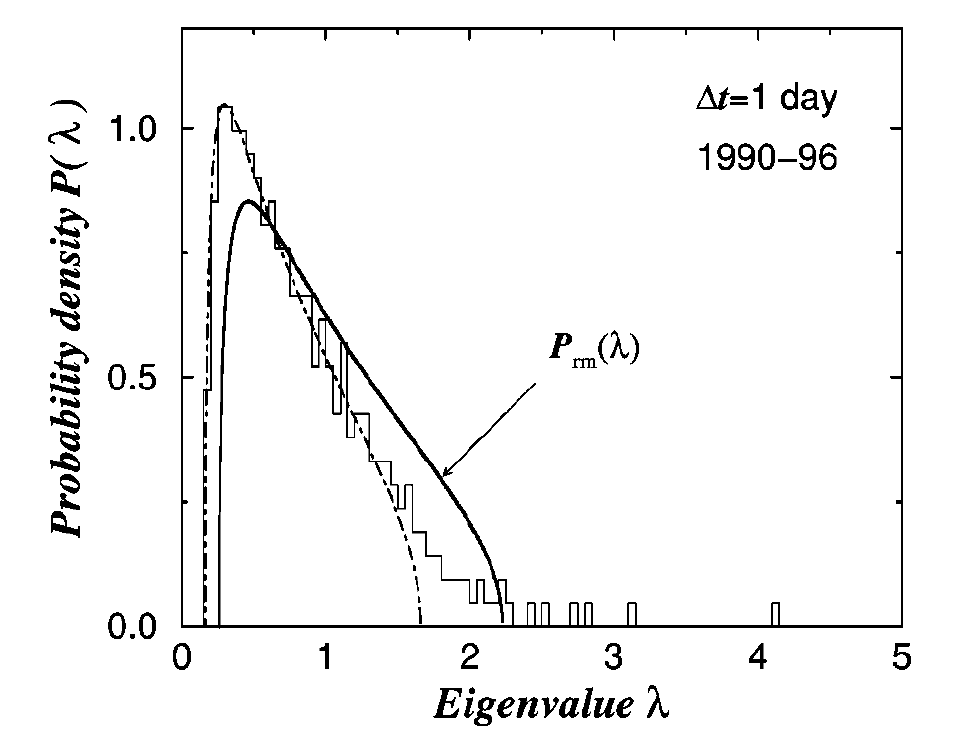 Probability density P( λ )
1.0
0.5
0.0
Δt=1 day
1990–96
Prm(λ)
0 1 2 3 4 5
Eigenvalue λ